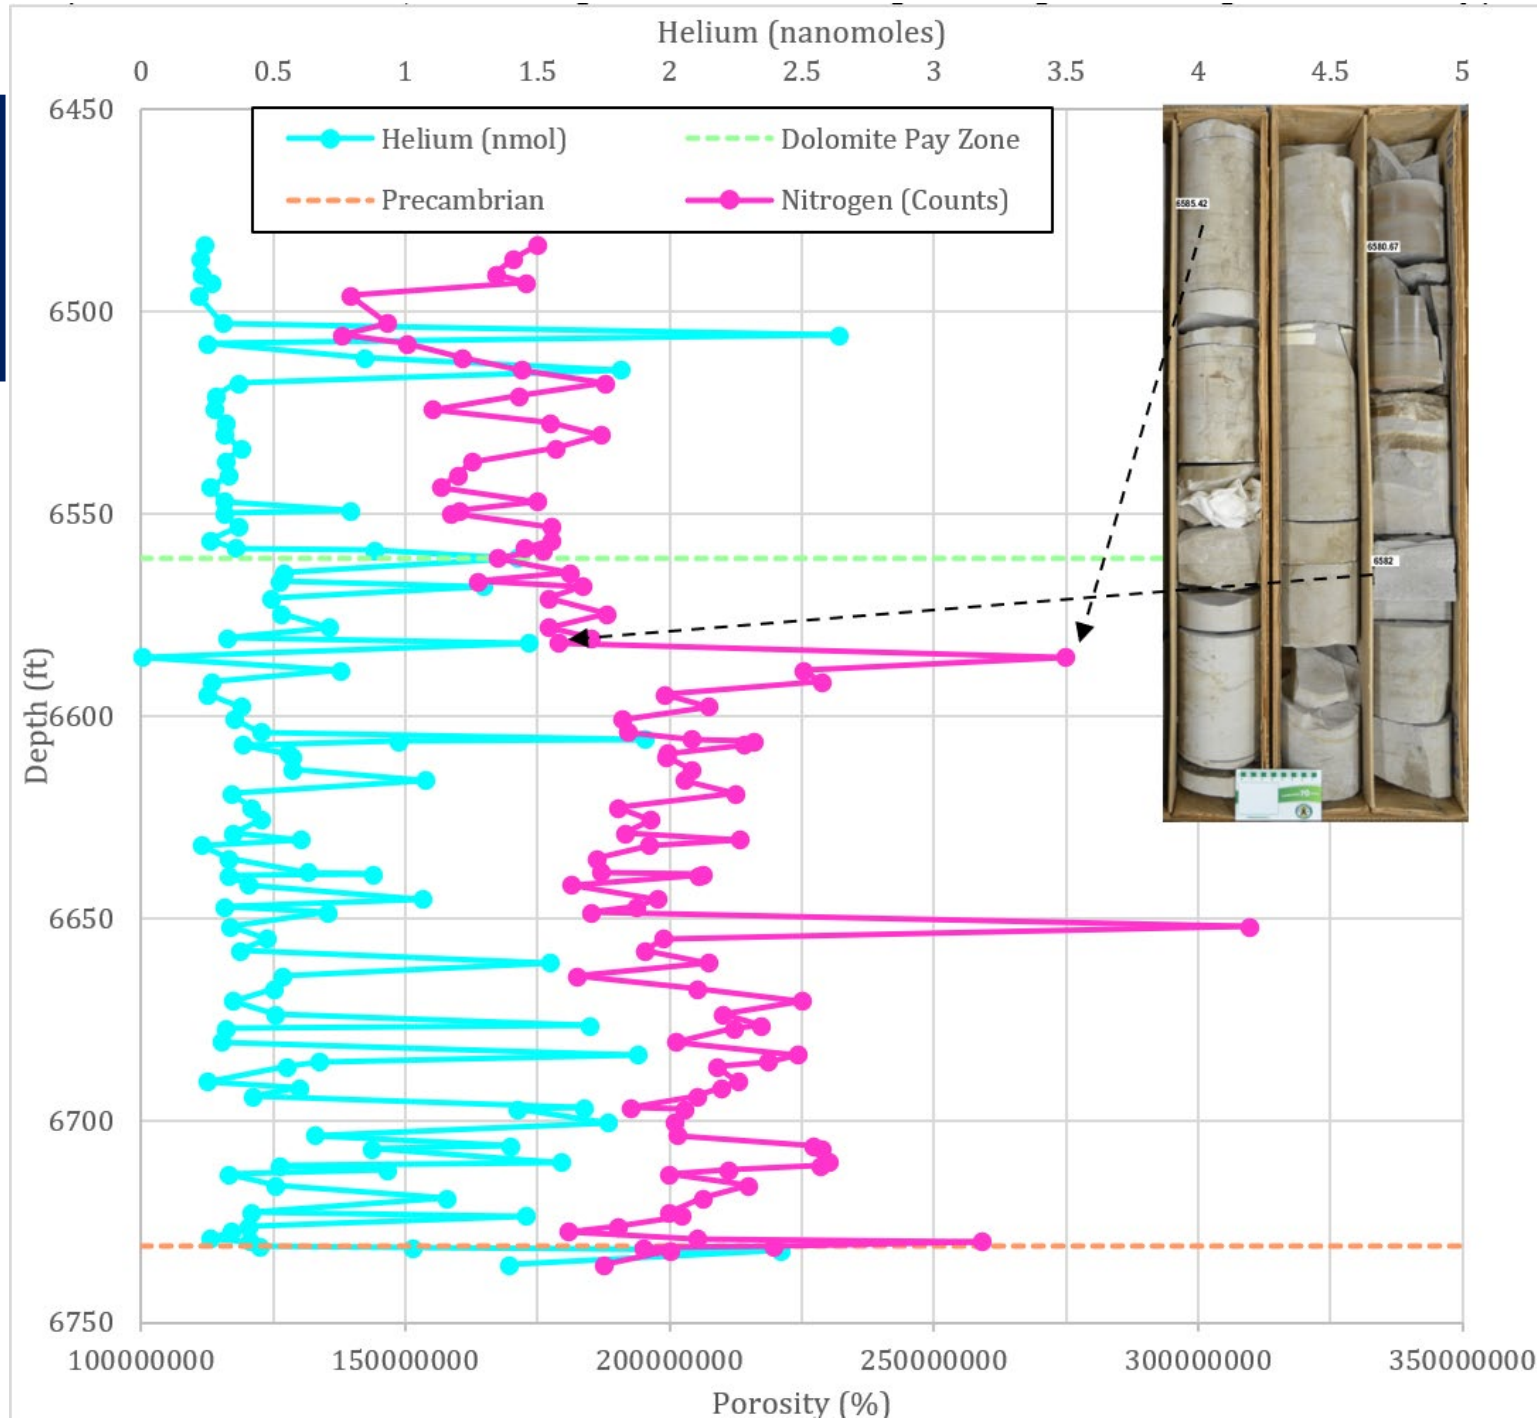 Helium (nanomoles)
0 0.5 1 1.5 2 2.5 3 3.5 4 4.5 5
6450
Helium (nmol) Dolomite Pay Zone
Precambrian Nitrogen (Counts)
6585.42
6580.67
6500
6550
6582
6600
6650
6700
6750
Depth (ft)
100000000 150000000 200000000 250000000 300000000 350000000
Porosity (%)